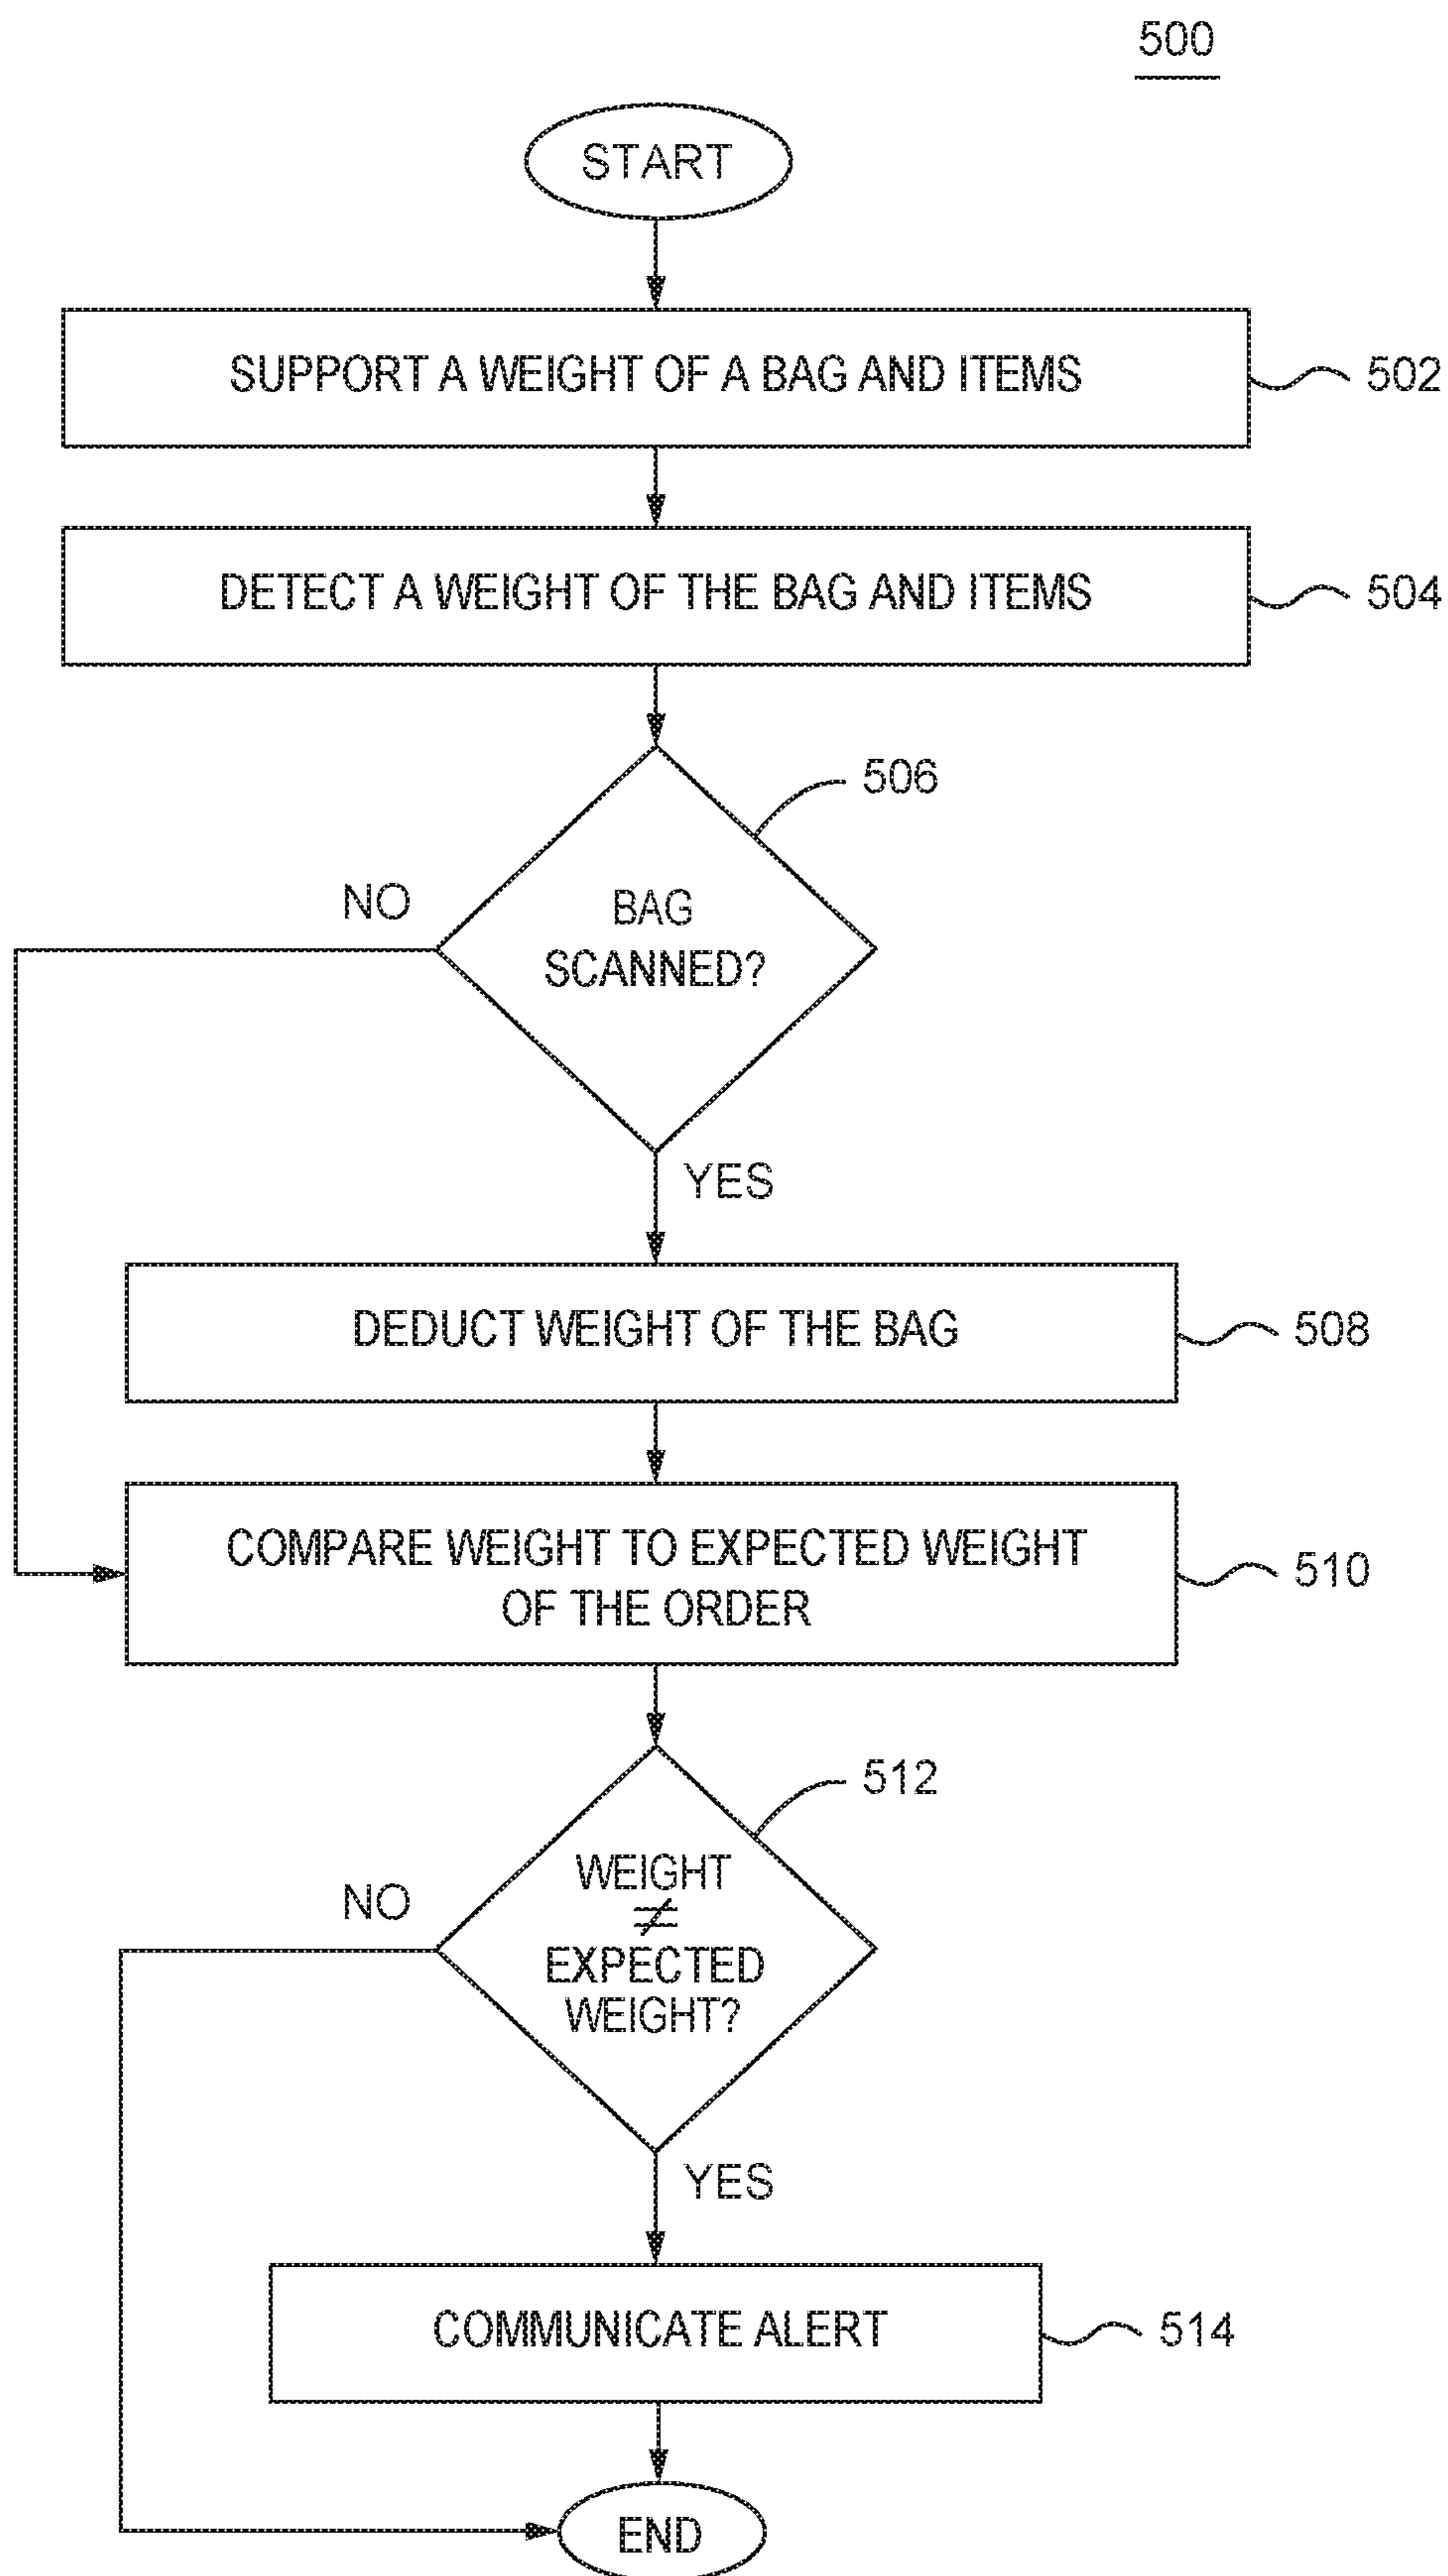 500
START
SUPPORT A WEIGHT OF A BAG AND ITEMS
502
DETECT A WEIGHT OF THE BAG AND ITEMS
504
506
NO
BAG
SCANNED?
YES
DEDUCT WEIGHT OF THE BAG
508
COMPARE WEIGHT TO EXPECTED WEIGHT
OF THE ORDER
510
512
NO
WEIGHT
≠
EXPECTED
WEIGHT?
YES
COMMUNICATE ALERT
514
END